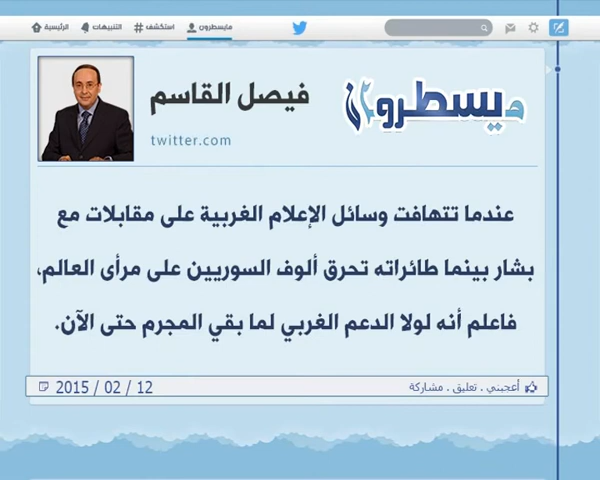 الرئيسية
التنبيهات
استكشف
مايسطرون
مايسطرون
فيصل القاسم
twitter.com
عندما تتهافت وسائل الإعلام الغربية على مقابلات مع
بشار بينما طائراته تحرق ألوف السوريين على مرأى العالم،
فاعلم أنه لولا الدعم الغربي لما بقي المجرم حتى الآن.
أعجبني . تعليق . مشاركة
2015 / 02 / 12